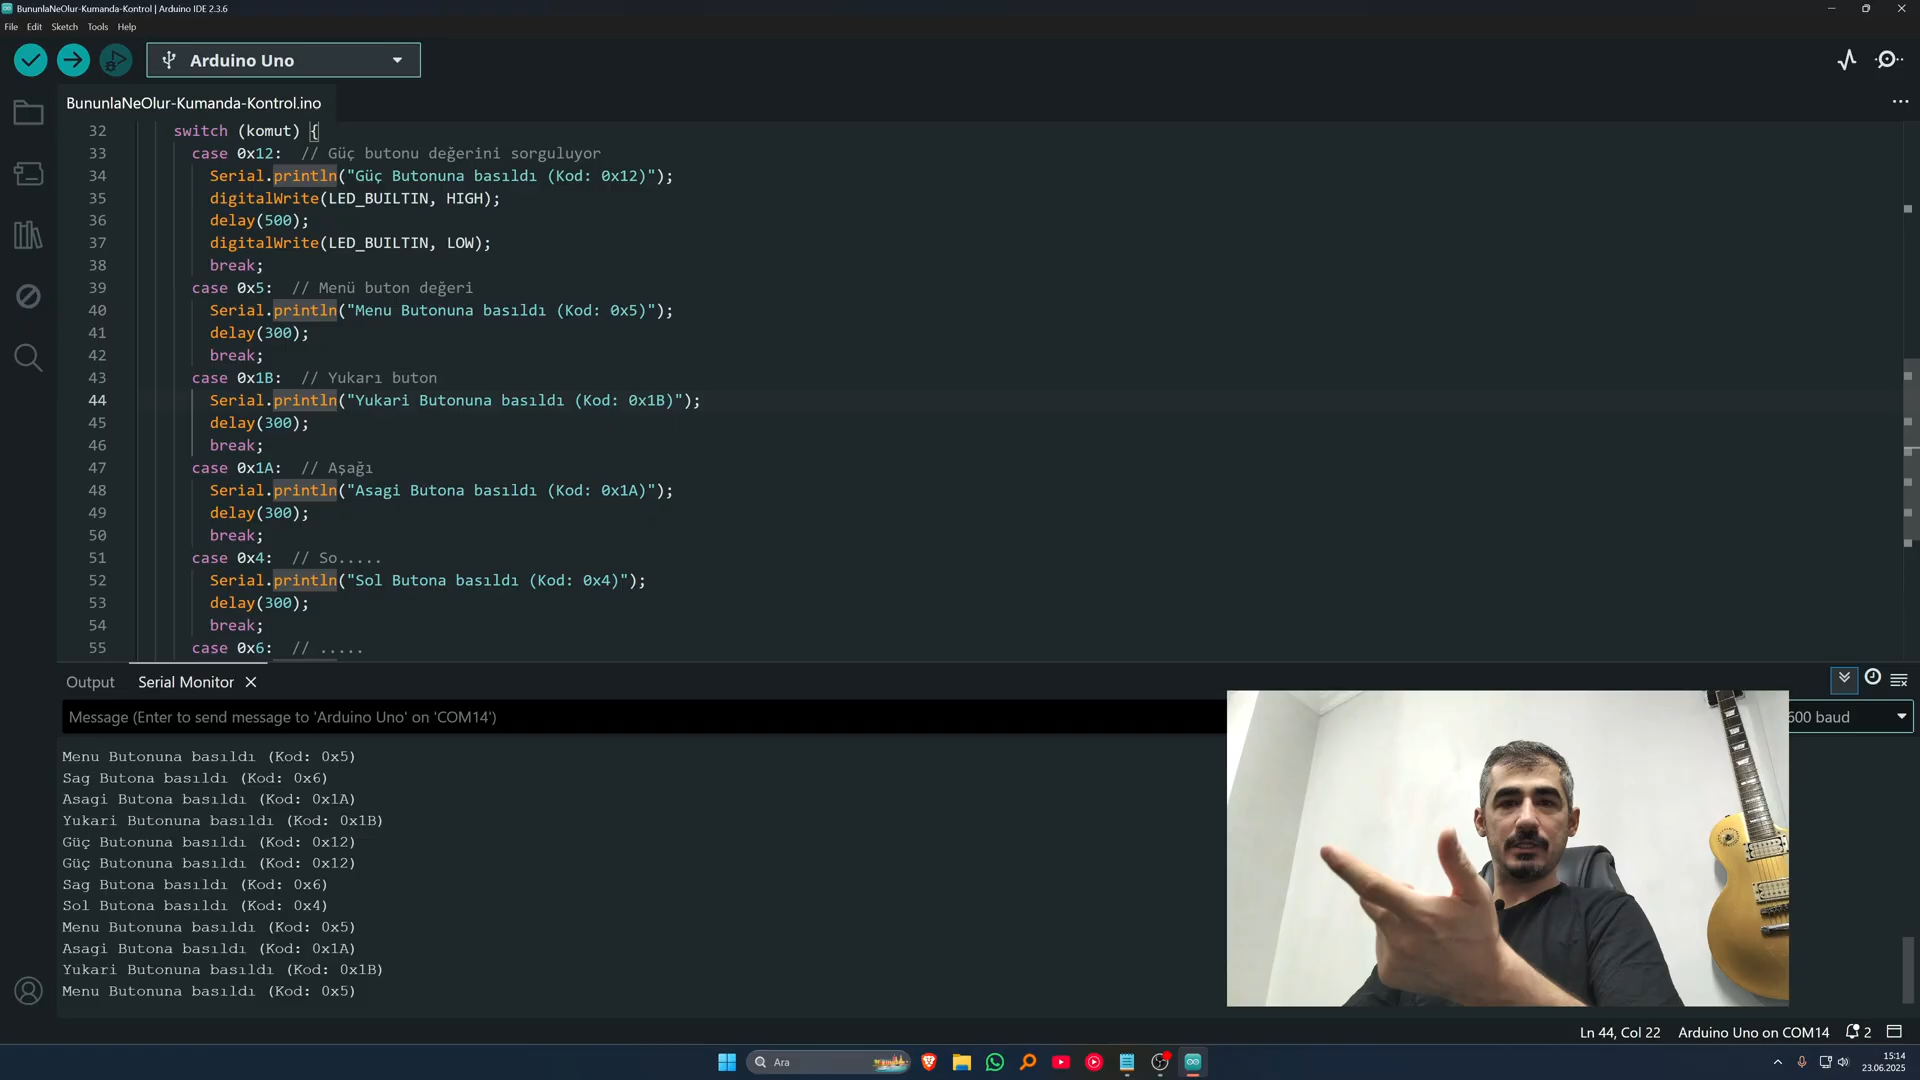 BununlaNeOlur-Kumanda-Kontrol | Arduino IDE 2.3.6
File Edit Sketch Tools Help
Arduino Uno
BununlaNeOlur-Kumanda-Kontrol.ino
32 switch (komut) {
33 case 0x12: // Güç butonu değerini sorguluyor
34 Serial.println("Güç Butonuna basıldı (Kod: 0x12)");
35 digitalWrite(LED_BUILTIN, HIGH);
36 delay(500);
37 digitalWrite(LED_BUILTIN, LOW);
38 break;
39 case 0x5: // Menü buton değeri
40 Serial.println("Menu Butonuna basıldı (Kod: 0x5)");
41 delay(300);
42 break;
43 case 0x1B: // Yukarı buton
44 Serial.println("Yukari Butonuna basıldı (Kod: 0x1B)");
45 delay(300);
46 break;
47 case 0x1A: // Aşağı
48 Serial.println("Asagi Butona basıldı (Kod: 0x1A)");
49 delay(300);
50 break;
51 case 0x4: // So.....
52 Serial.println("Sol Butona basıldı (Kod: 0x4)");
53 delay(300);
54 break;
55 case 0x6: // .....
Output Serial Monitor
Message (Enter to send message to 'Arduino Uno' on 'COM14')
600 baud
Menu Butonuna basıldı (Kod: 0x5)
Sag Butona basıldı (Kod: 0x6)
Asagi Butona basıldı (Kod: 0x1A)
Yukari Butonuna basıldı (Kod: 0x1B)
Güç Butonuna basıldı (Kod: 0x12)
Güç Butonuna basıldı (Kod: 0x12)
Sag Butona basıldı (Kod: 0x6)
Sol Butona basıldı (Kod: 0x4)
Menu Butonuna basıldı (Kod: 0x5)
Asagi Butona basıldı (Kod: 0x1A)
Yukari Butonuna basıldı (Kod: 0x1B)
Menu Butonuna basıldı (Kod: 0x5)
Ln 44, Col 22 Arduino Uno on COM14 2
Ara
15:14
23.06.2025